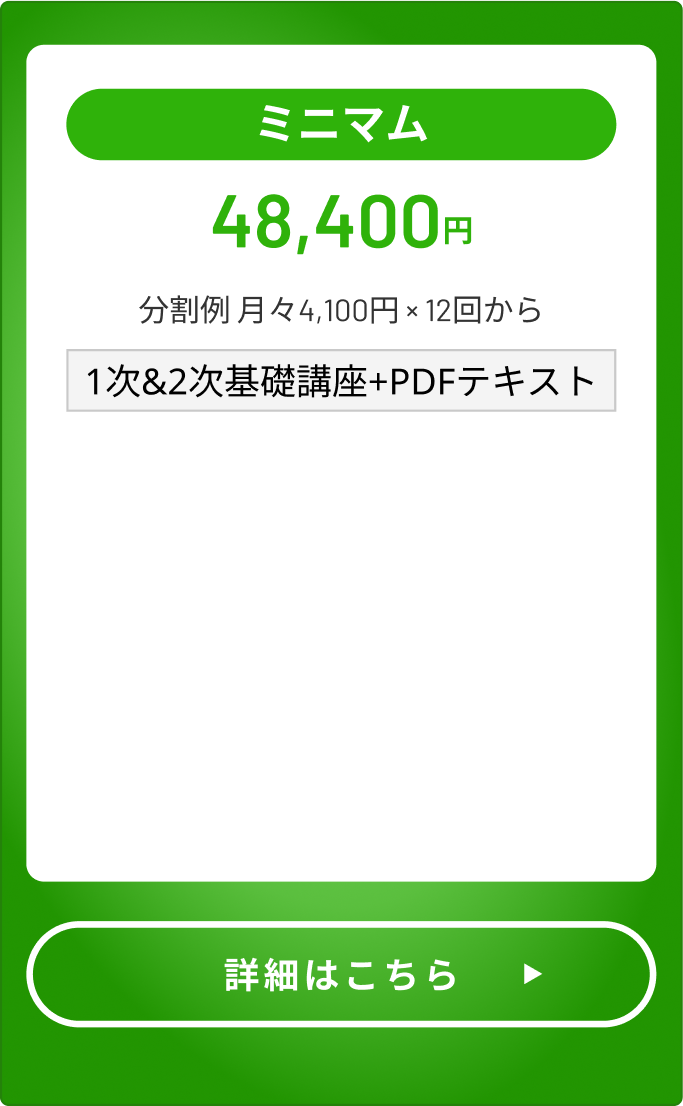 ミニマム
48,400円
分割例 月々4,100円 × 12回から
1次&2次基礎講座+PDFテキスト
詳細はこちら ▶